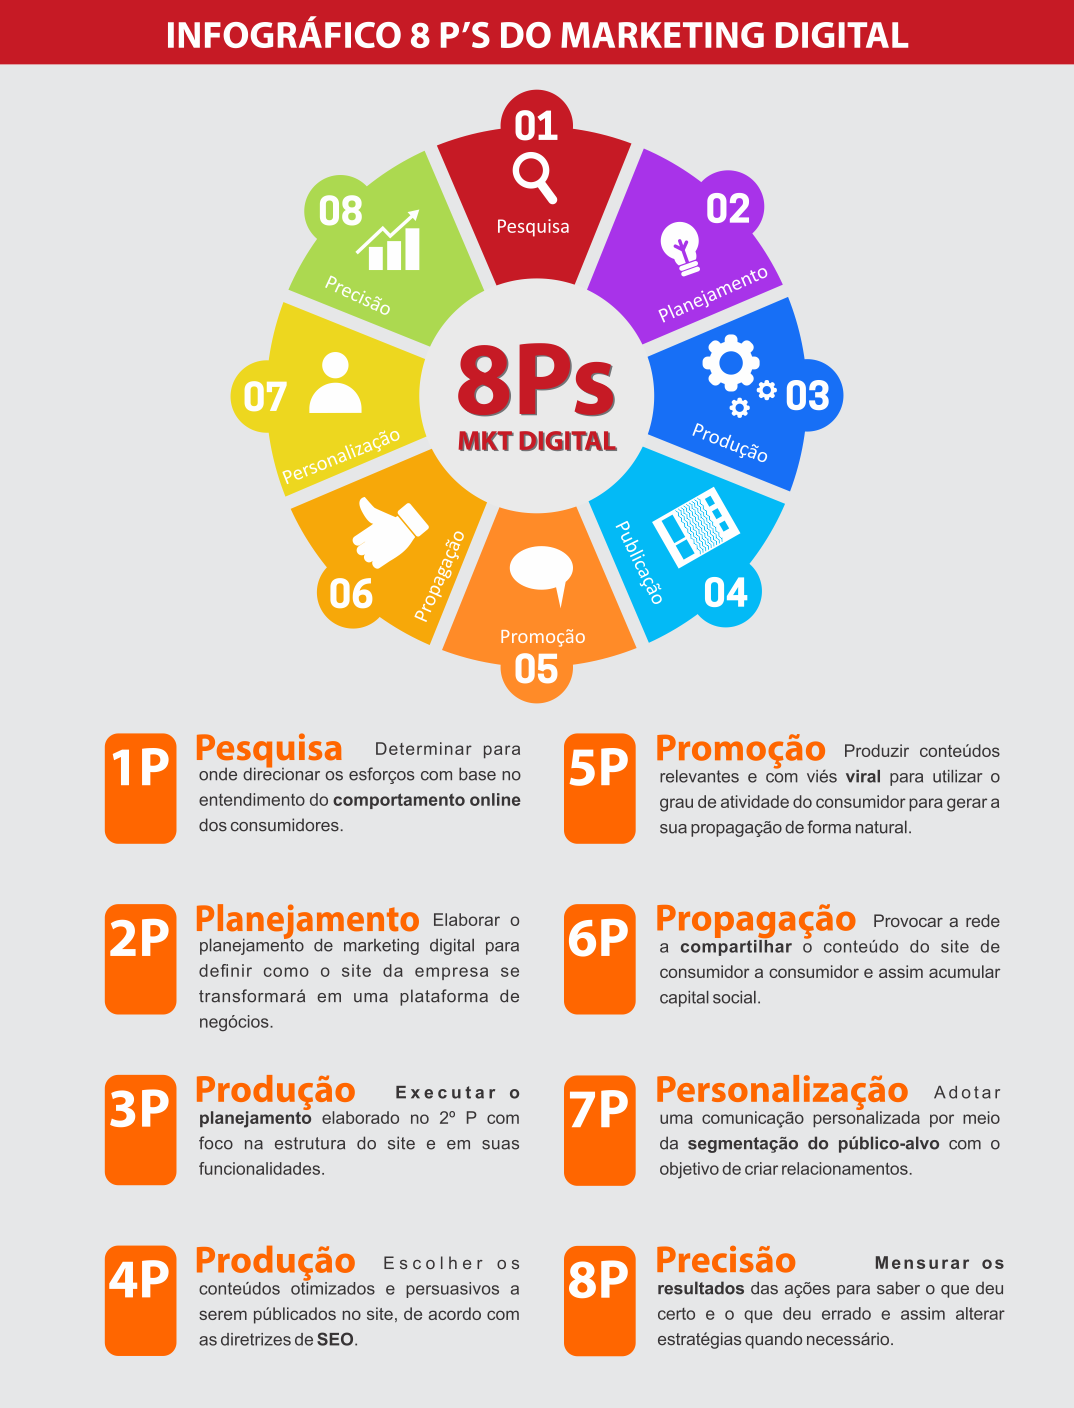 INFOGRÁFICO 8 P'S DO MARKETING DIGITAL
01
Pesquisa
02
Planejamento
03
Produção
04
Publicação
05
Promoção
06
Propagação
07
Personalização
08
Precisão
8Ps
MKT DIGITAL
1P
Pesquisa Determinar para
onde direcionar os esforços com base no
entendimento do comportamento online
dos consumidores.
2P
Planejamento Elaborar o
planejamento de marketing digital para
definir como o site da empresa se
transformará em uma plataforma de
negócios.
3P
Produção Executar o
planejamento elaborado no 2º P com
foco na estrutura do site e em suas
funcionalidades.
4P
Produção Escolher os
conteúdos otimizados e persuasivos a
serem públicados no site, de acordo com
as diretrizes de SEO.
5P
Promoção Produzir conteúdos
relevantes e com viés viral para utilizar o
grau de atividade do consumidor para gerar a
sua propagação de forma natural.
6P
Propagação Provocar a rede
a compartilhar o conteúdo do site de
consumidor a consumidor e assim acumular
capital social.
7P
Personalização Adotar
uma comunicação personalizada por meio
da segmentação do público-alvo com o
objetivo de criar relacionamentos.
8P
Precisão Mensurar os
resultados das ações para saber o que deu
certo e o que deu errado e assim alterar
estratégias quando necessário.